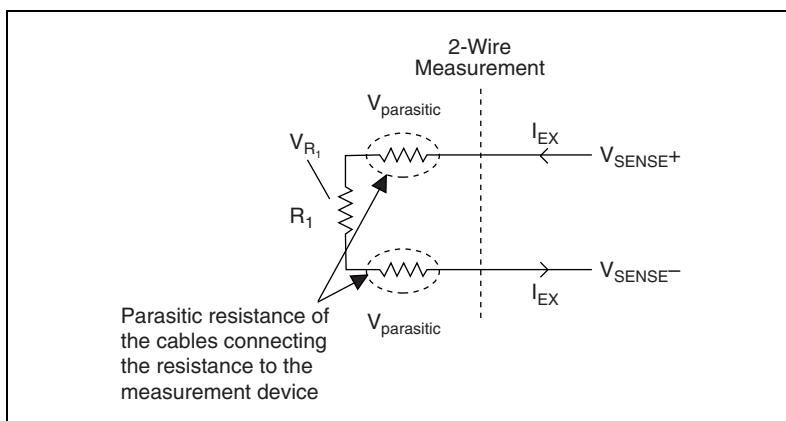 2-Wire
Measurement
V_parasitic
I_EX
V_R₁
V_SENSE+
R₁
V_SENSE–
I_EX
V_parasitic
Parasitic resistance of
the cables connecting
the resistance to the
measurement device